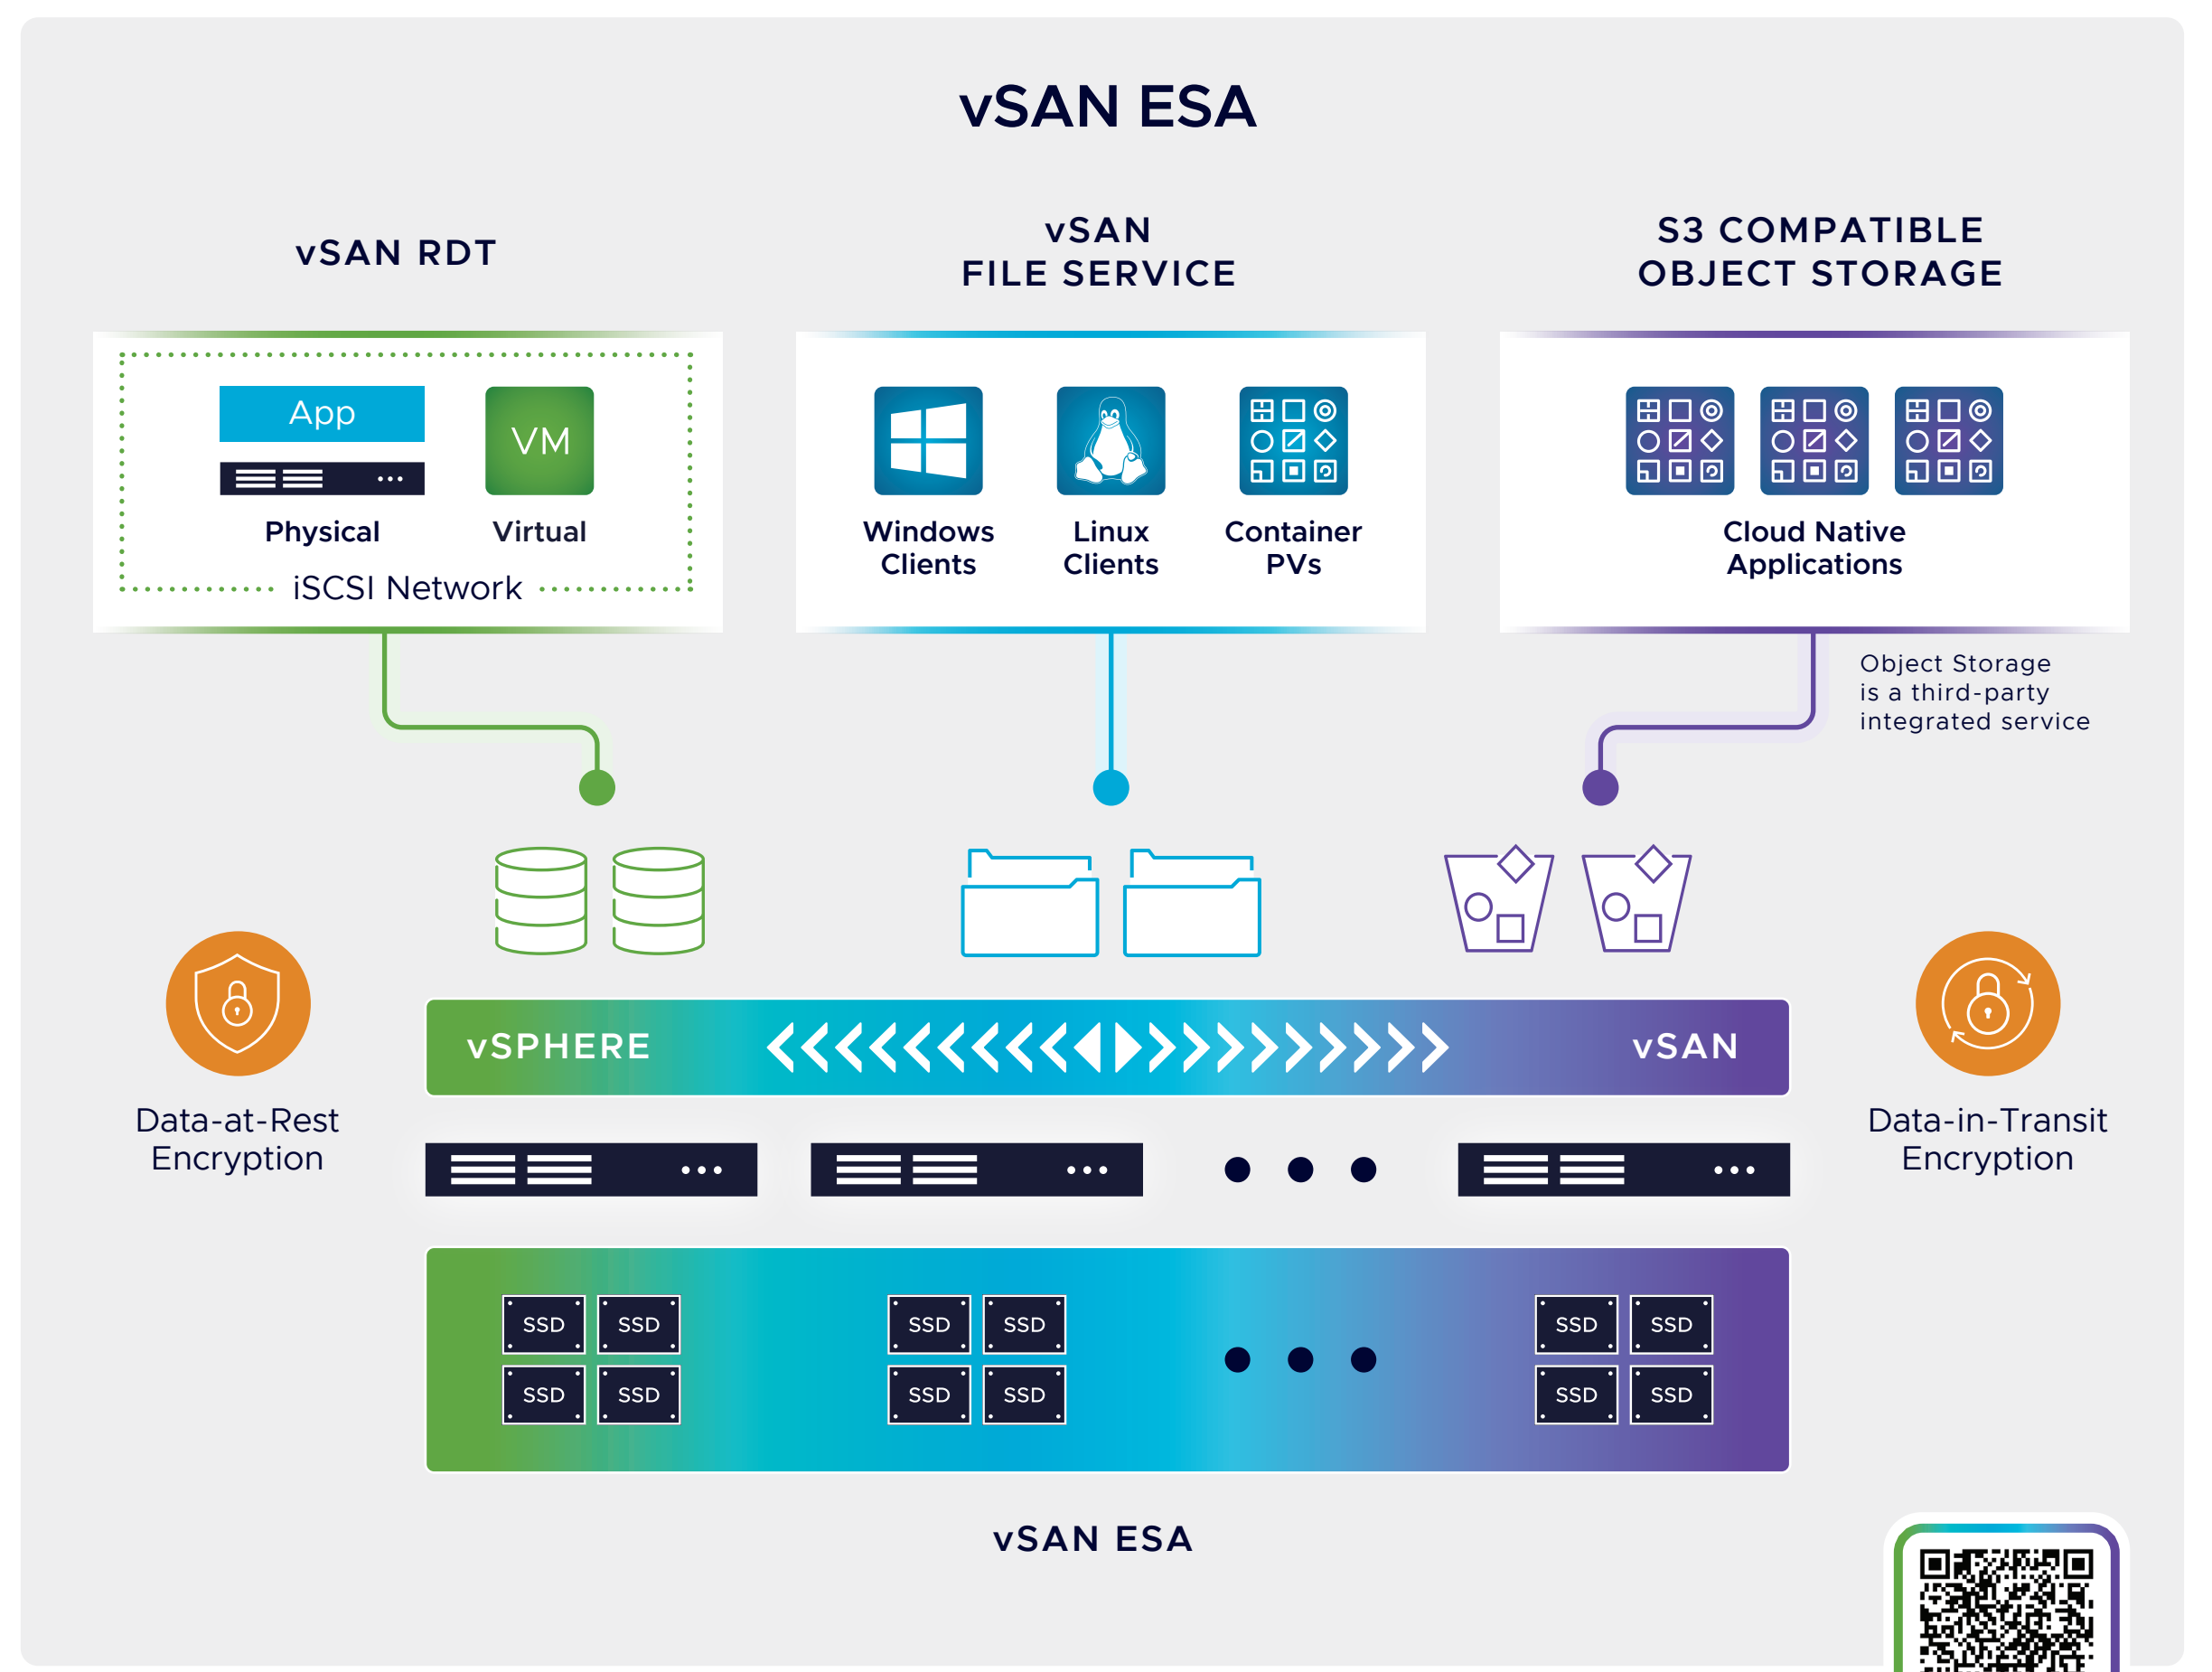 vSAN ESA
vSAN RDT
App
VM
Physical
Virtual
iSCSI Network
vSAN
FILE SERVICE
Windows
Clients
Linux
Clients
Container
PVs
S3 COMPATIBLE
OBJECT STORAGE
Cloud Native
Applications
Object Storage
is a third-party
integrated service
Data-at-Rest
Encryption
vSPHERE
vSAN
Data-in-Transit
Encryption
SSD SSD SSD SSD SSD SSD
SSD SSD SSD SSD SSD SSD
vSAN ESA